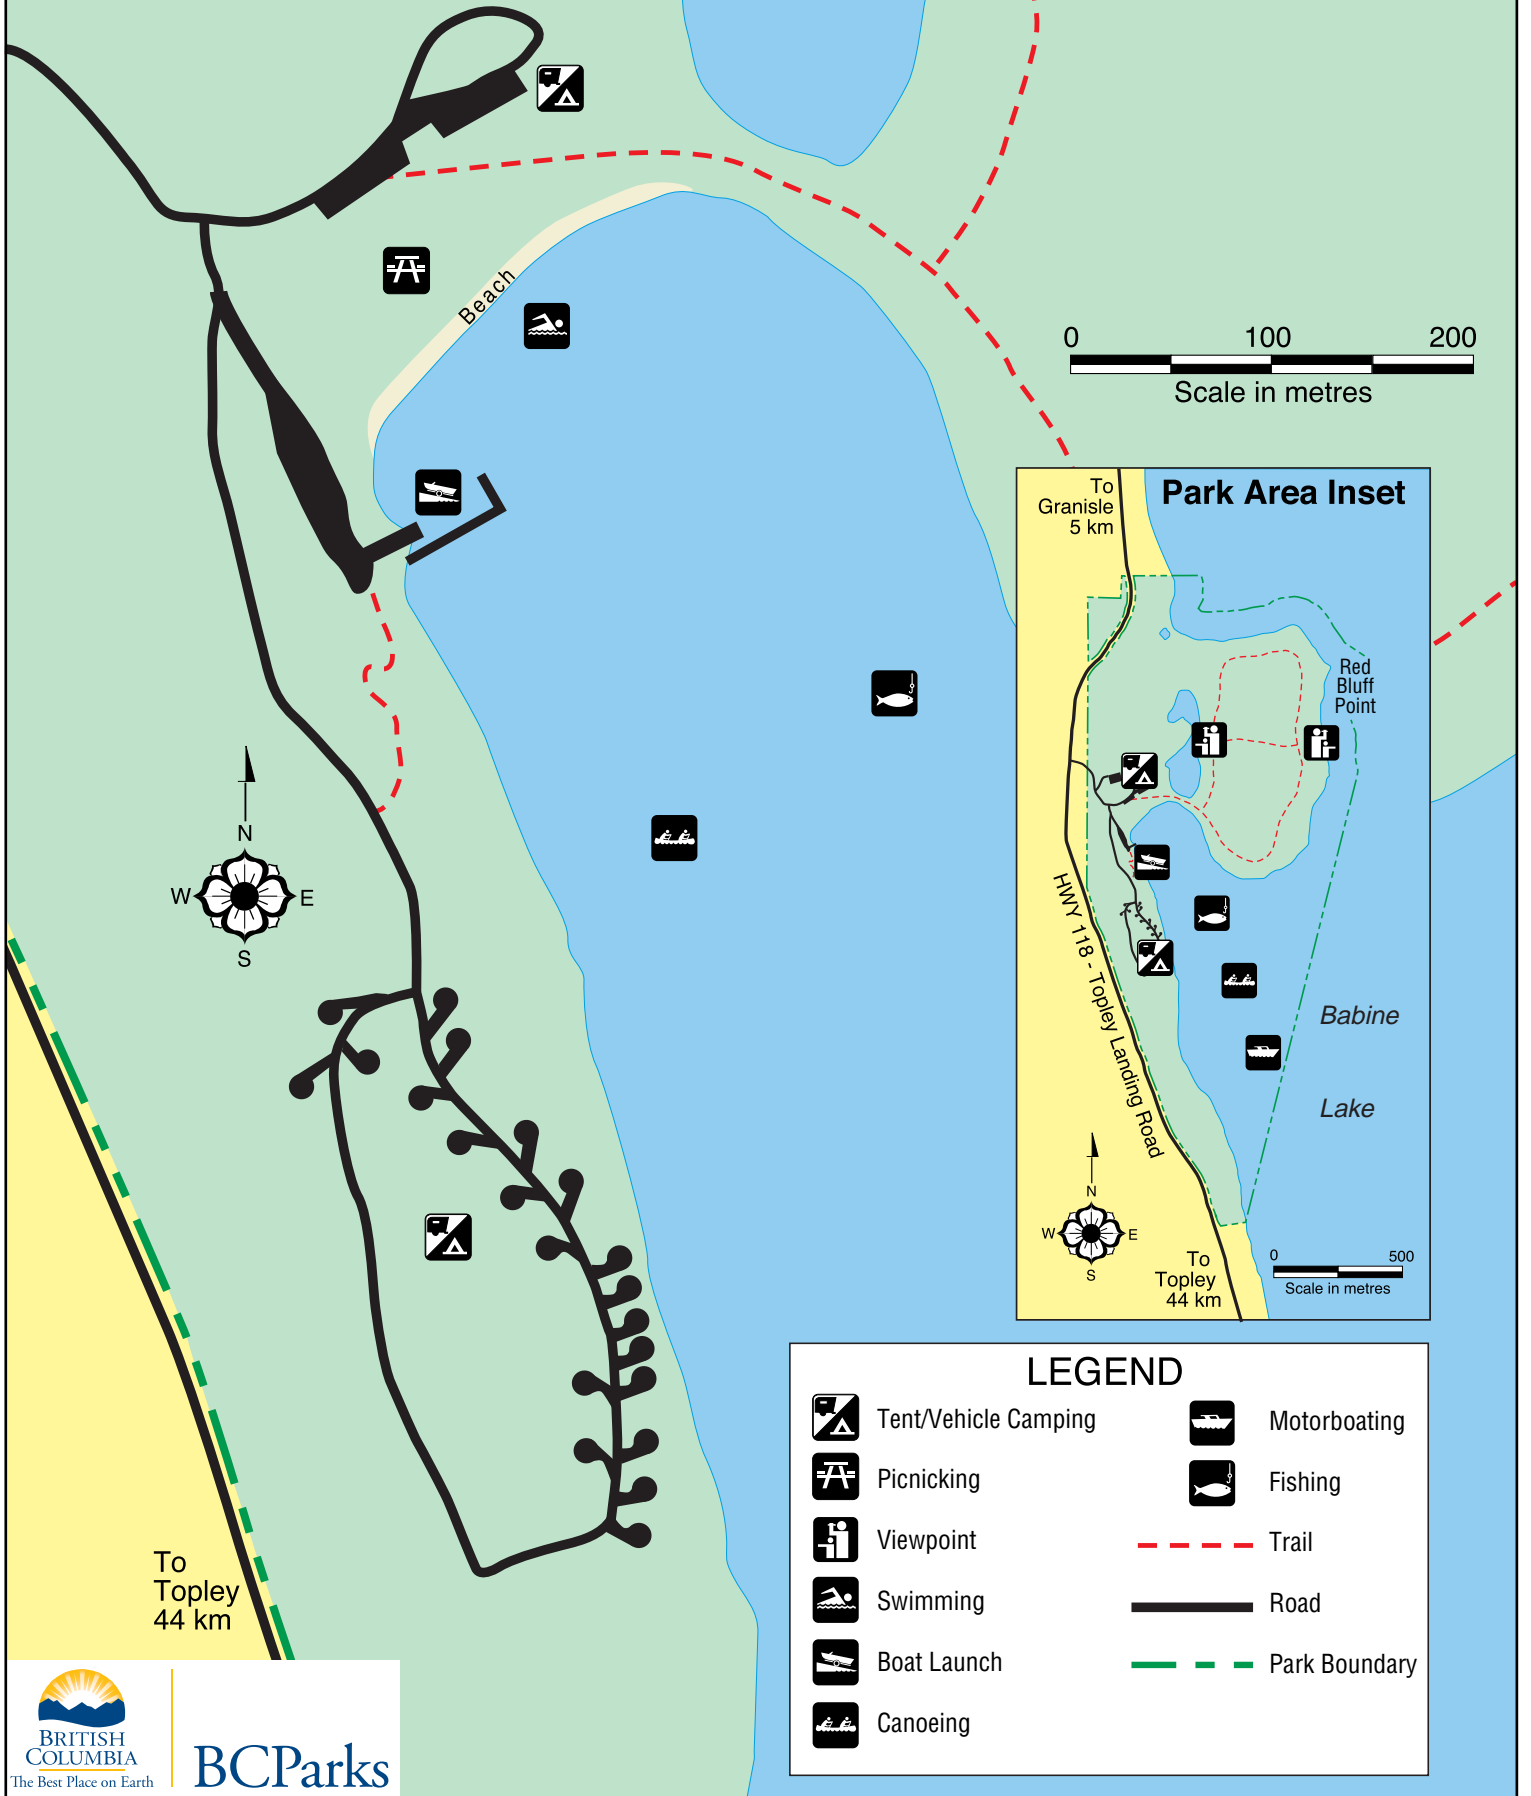 Beach
0 100 200
Scale in metres
N
W E
S
To
Topley
44 km
Park Area Inset
To
Granisle
5 km
Red
Bluff
Point
HWY 118 - Topley Landing Road
Babine
Lake
N
W E
S
To
Topley
44 km
0 500
Scale in metres
LEGEND
Tent/Vehicle Camping
Picnicking
Viewpoint
Swimming
Boat Launch
Canoeing
Motorboating
Fishing
Trail
Road
Park Boundary
BRITISH
COLUMBIA
The Best Place on Earth
BCParks